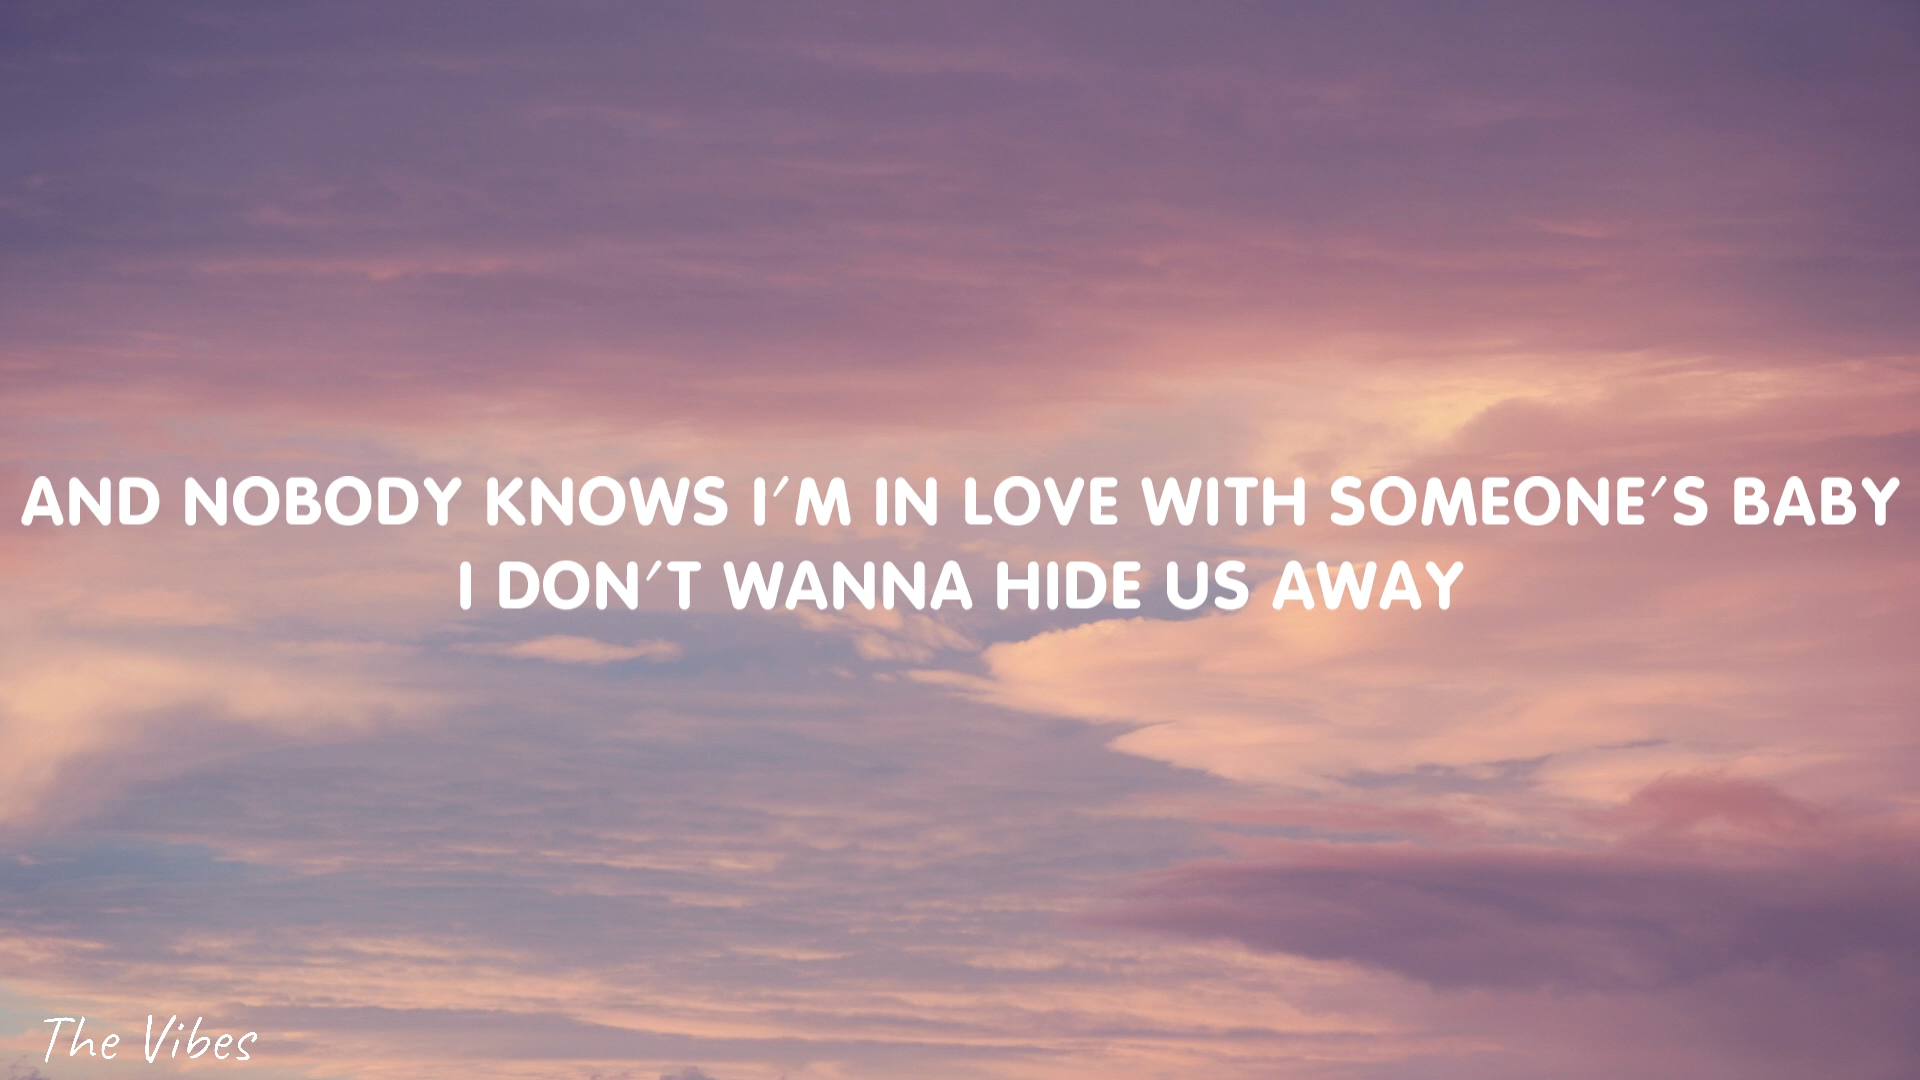 AND NOBODY KNOWS I'M IN LOVE WITH SOMEONE'S BABY
I DON'T WANNA HIDE US AWAY
The Vibes